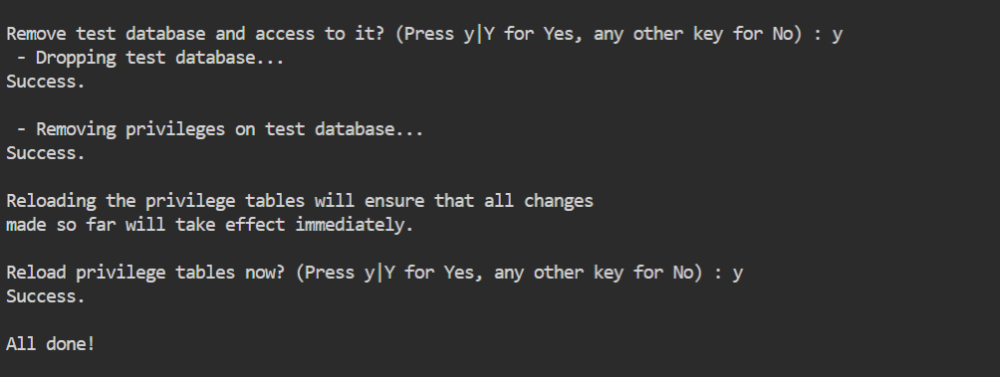 Remove test database and access to it? (Press y|Y for Yes, any other key for No) : y
 - Dropping test database...
Success.
 - Removing privileges on test database...
Success.
Reloading the privilege tables will ensure that all changes
made so far will take effect immediately.
Reload privilege tables now? (Press y|Y for Yes, any other key for No) : y
Success.
All done!